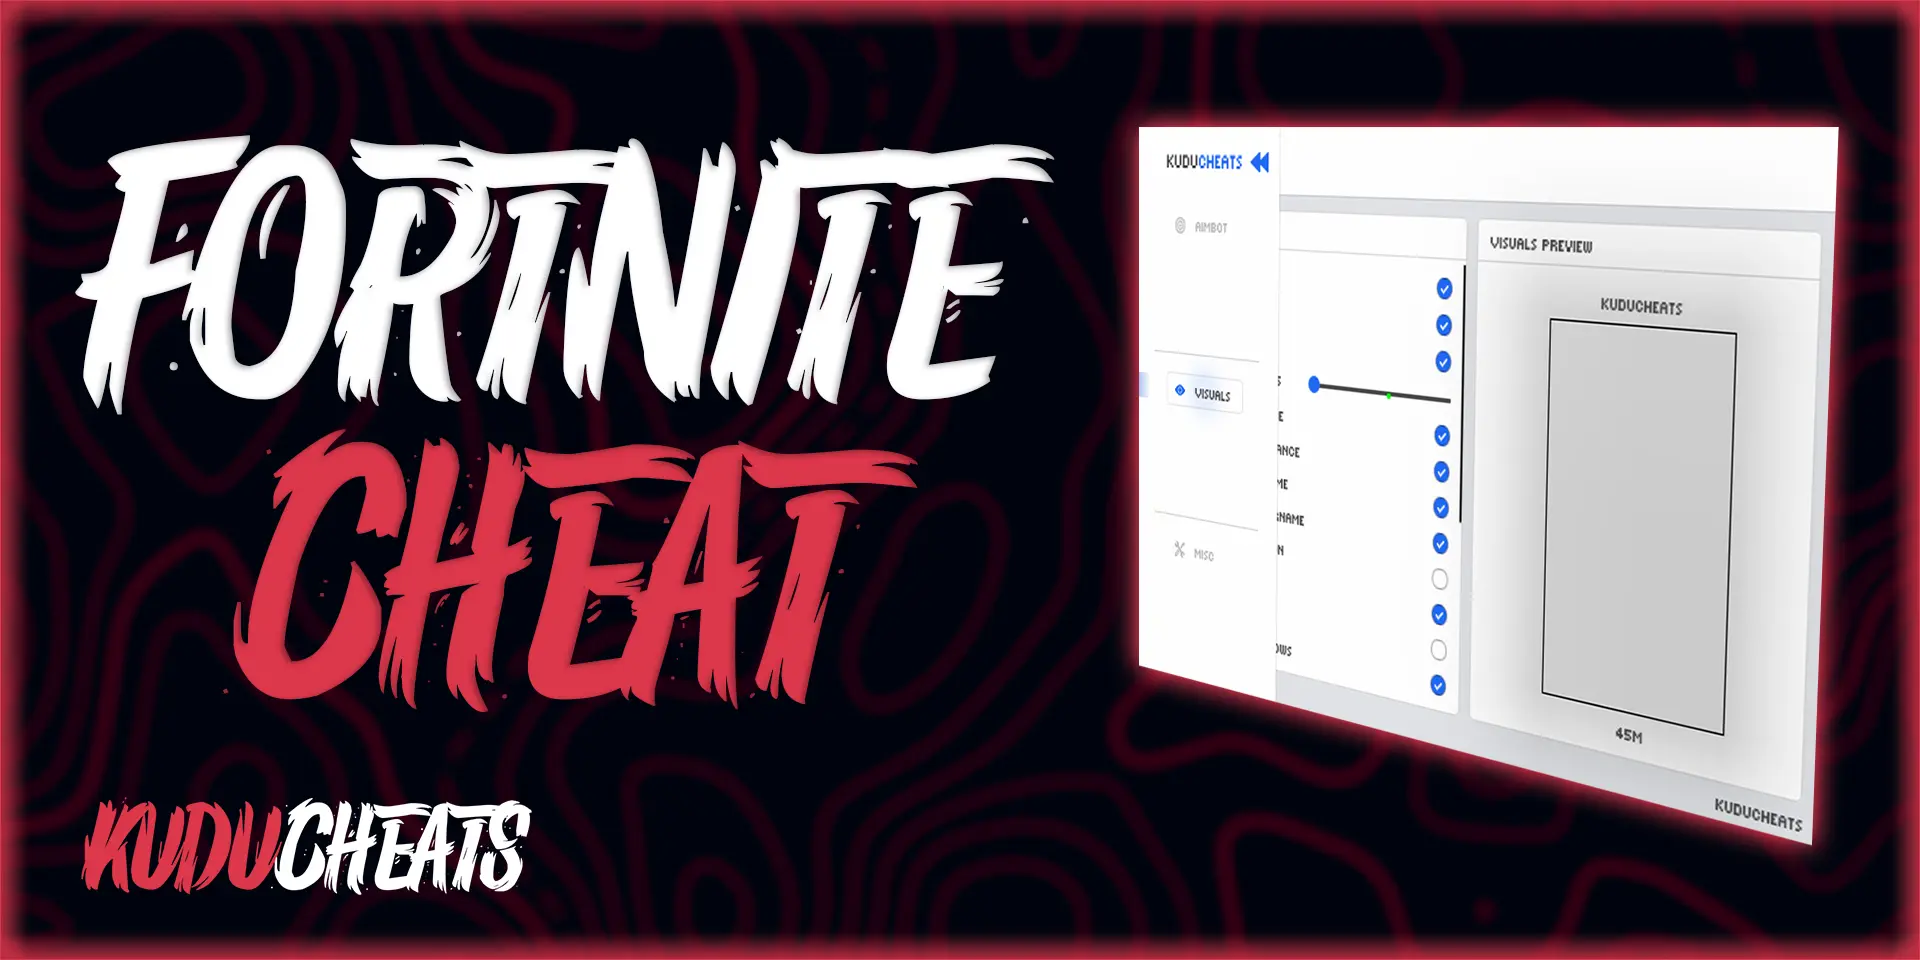 FORTNITE
CHEAT
KUDUCHEATS
KUDUCHEATS
AIMBOT
VISUALS
MISC
VISUALS PREVIEW
KUDUCHEATS
45M
KUDUCHEATS